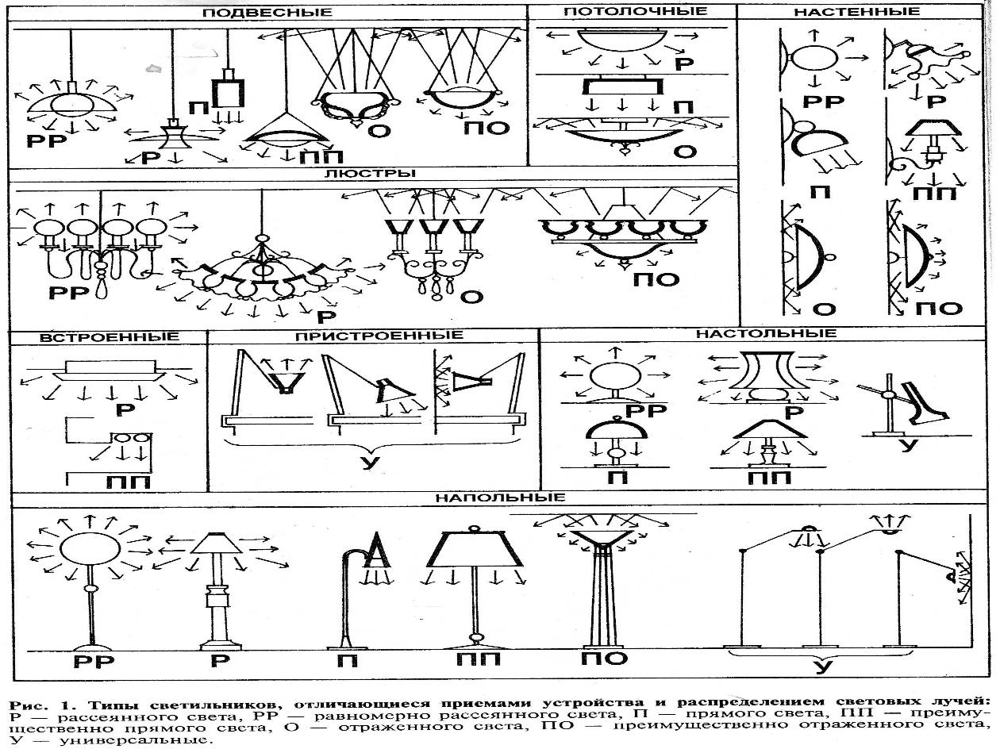 ПОДВЕСНЫЕ
РР
Р
П
ПП
О
ПО
ПОТОЛОЧНЫЕ
Р
П
О
НАСТЕННЫЕ
РР
Р
П
ПП
О
ПО
ЛЮСТРЫ
РР
Р
О
ПО
ВСТРОЕННЫЕ
Р
ПП
ПРИСТРОЕННЫЕ
У
НАСТОЛЬНЫЕ
РР
Р
У
П
ПП
НАПОЛЬНЫЕ
РР
Р
П
ПП
ПО
У
Рис. 1. Типы светильников, отличающиеся приемами устройства и распределением световых лучей:
Р — рассеянного света, РР — равномерно рассеянного света, П — прямого света, ПП — преиму-
щественно прямого света, О — отраженного света, ПО — преимущественно отраженного света,
У — универсальные.